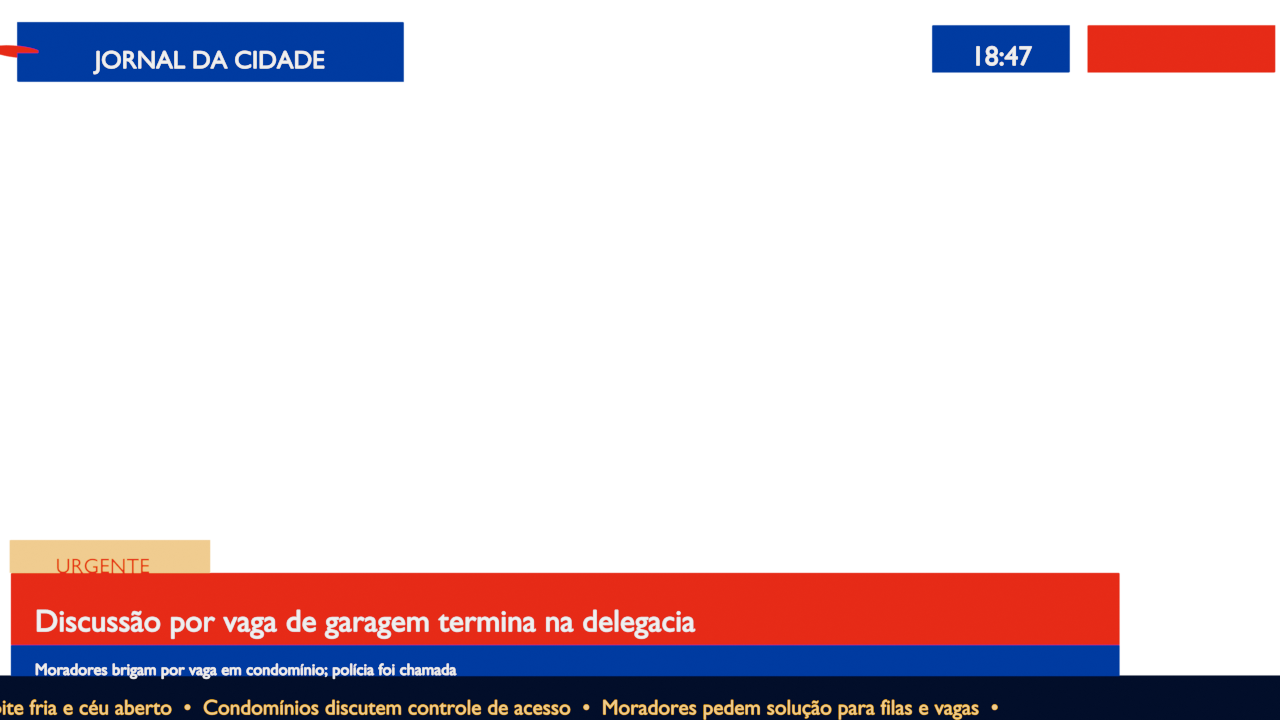 JORNAL DA CIDADE
18:47
URGENTE
Discussão por vaga de garagem termina na delegacia
Moradores brigam por vaga em condomínio; polícia foi chamada
fria e céu aberto • Condomínios discutem controle de acesso • Moradores pedem solução para filas e vagas •